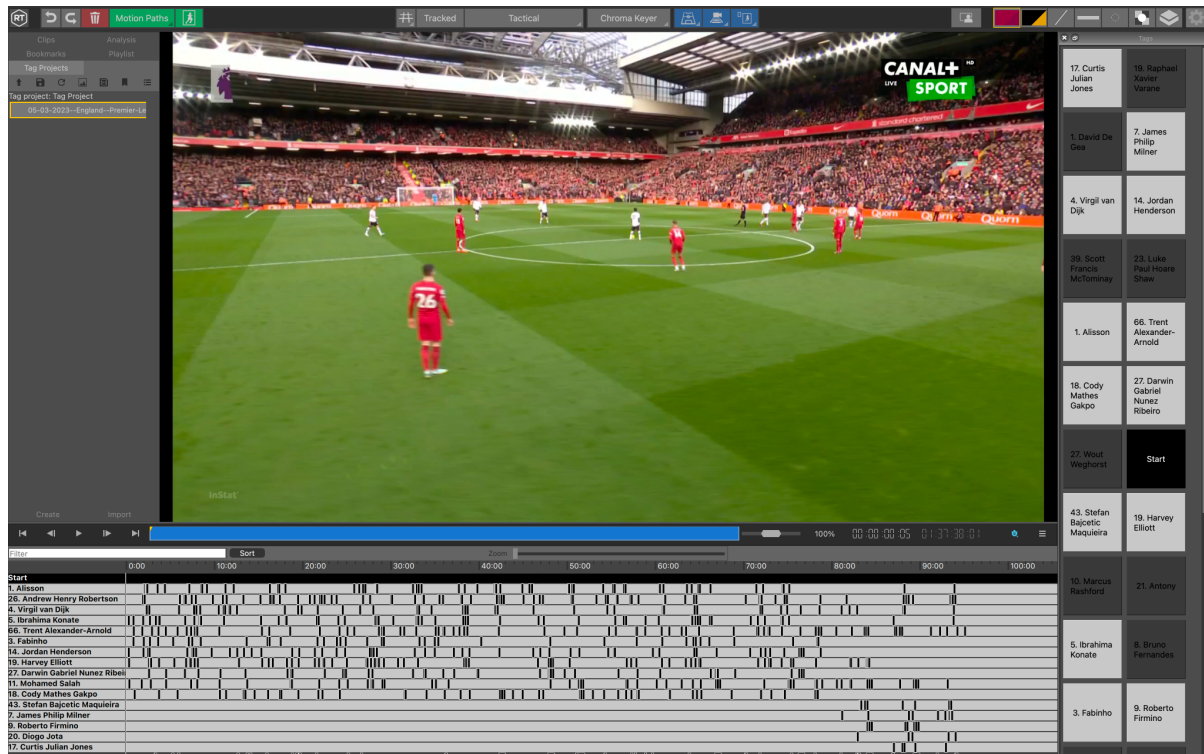 RT
Motion Paths
Tracked
Tactical
Chroma Keyer
Clips
Analysis
Bookmarks
Playlist
Tag Projects
Tag project: Tag Project
05-03-2023--England--Premier-Le
Create
Import
CANAL+ HD
LIVE SPORT
standard chartered
Quorn
Quorn
Quorn
26
InStat
100%
00:00:00:05
01:37:38:01
Filter
Sort
Zoom
0:00 10:00 20:00 30:00 40:00 50:00 60:00 70:00 80:00 90:00 100:00
Start
1. Alisson
26. Andrew Henry Robertson
4. Virgil van Dijk
5. Ibrahima Konate
66. Trent Alexander-Arnold
3. Fabinho
14. Jordan Henderson
19. Harvey Elliott
27. Darwin Gabriel Nunez Ribei
11. Mohamed Salah
18. Cody Mathes Gakpo
43. Stefan Bajcetic Maquieira
7. James Philip Milner
9. Roberto Firmino
20. Diogo Jota
17. Curtis Julian Jones
Tags
17. Curtis
Julian
Jones
19. Raphael
Xavier
Varane
1. David De
Gea
7. James
Philip
Milner
4. Virgil van
Dijk
14. Jordan
Henderson
39. Scott
Francis
McTominay
23. Luke
Paul Hoare
Shaw
1. Alisson
66. Trent
Alexander-
Arnold
18. Cody
Mathes
Gakpo
27. Darwin
Gabriel
Nunez
Ribeiro
27. Wout
Weghorst
Start
43. Stefan
Bajcetic
Maquieira
19. Harvey
Elliott
10. Marcus
Rashford
21. Antony
5. Ibrahima
Konate
8. Bruno
Fernandes
3. Fabinho
9. Roberto
Firmino